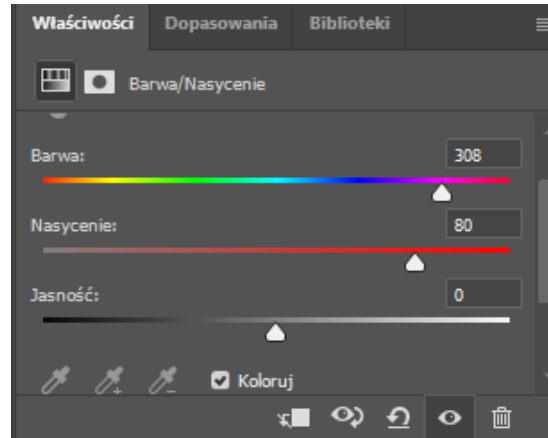 Właściwości Dopasowania Biblioteki
Barwa/Nasycenie
Barwa: 308
Nasycenie: 80
Jasność: 0
Koloruj